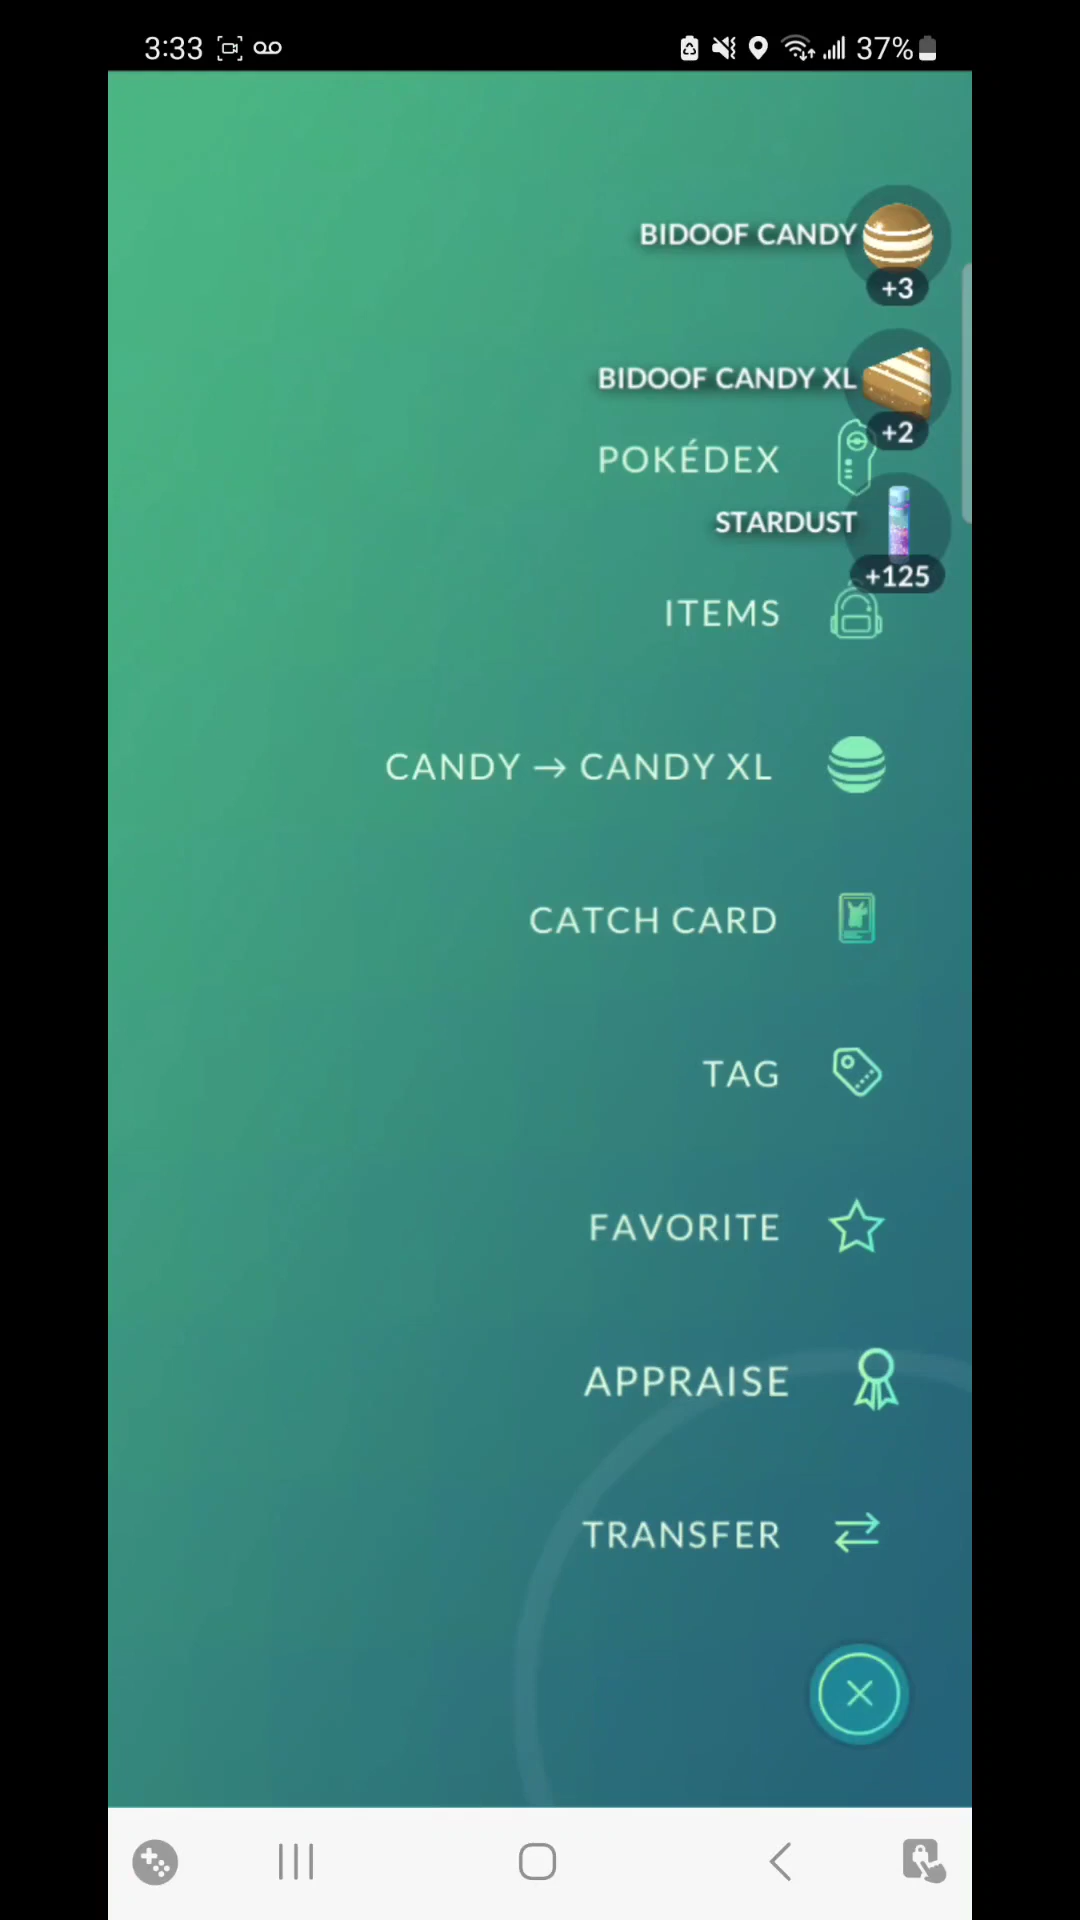 3:33 37%
BIDOOF CANDY
+3
BIDOOF CANDY XL
+2
POKÉDEX
STARDUST
+125
ITEMS
CANDY → CANDY XL
CATCH CARD
TAG
FAVORITE
APPRAISE
TRANSFER